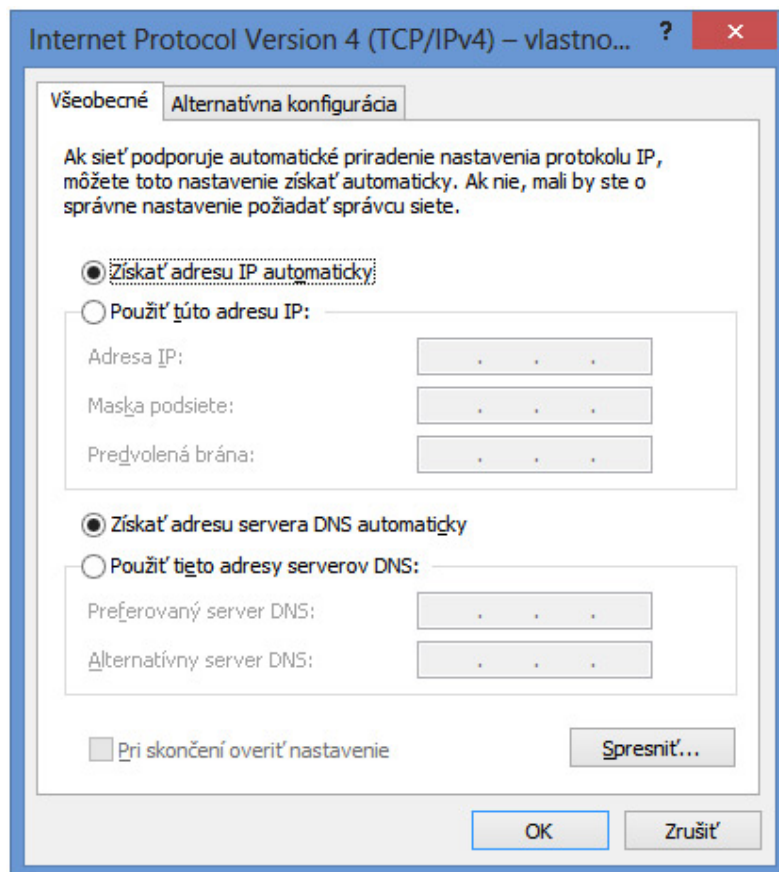 Internet Protocol Version 4 (TCP/IPv4) – vlastno... ?
Všeobecné Alternatívna konfigurácia
Ak sieť podporuje automatické priradenie nastavenia protokolu IP,
môžete toto nastavenie získať automaticky. Ak nie, mali by ste o
správne nastavenie požiadať správcu siete.
Získať adresu IP automaticky
Použiť túto adresu IP:
Adresa IP: . . .
Maska podsiete: . . .
Predvolená brána: . . .
Získať adresu servera DNS automaticky
Použiť tieto adresy serverov DNS:
Preferovaný server DNS: . . .
Alternatívny server DNS: . . .
Pri skončení overiť nastavenie Spresniť...
OK Zrušiť